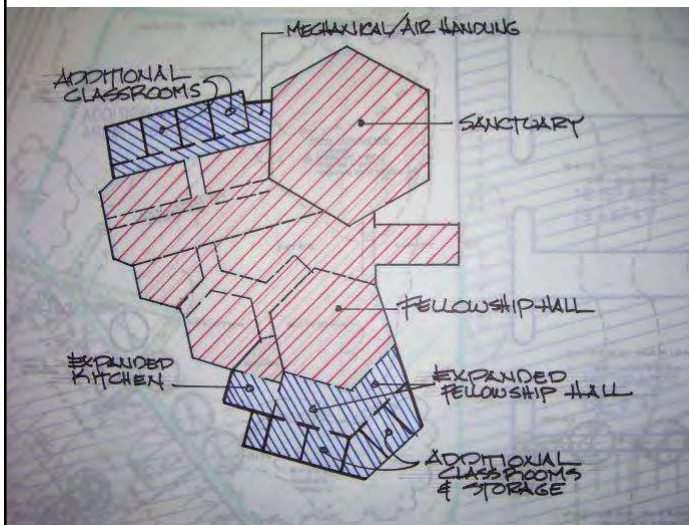 MECHANICAL/AIR HANDLING
ADDITIONAL
CLASSROOMS
SANCTUARY
FELLOWSHIP HALL
EXPANDED
KITCHEN
EXPANDED
FELLOWSHIP HALL
ADDITIONAL
CLASSROOMS
& STORAGE